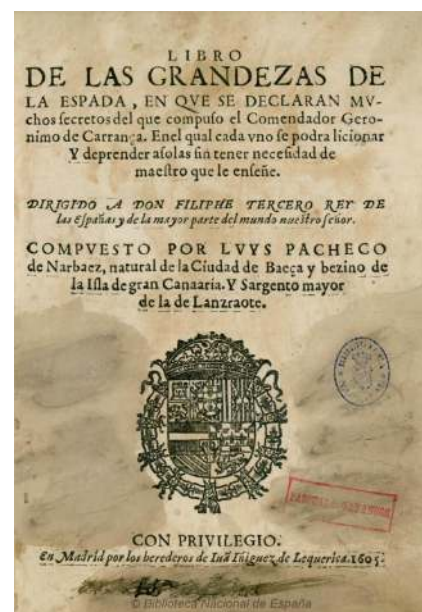 LIBRO
DE LAS GRANDEZAS DE
LA ESPADA, EN QVE SE DECLARAN MV-
chos secretos del que compuso el Comendador Gero-
nimo de Carrança. En el qual cada vno se podra licionar
Y deprender asolas sin tener necesidad de
maestro que le enseñe.
DIRIGIDO A DON FILIPHE TERCERO REY DE
las Españas y de la mayor parte del mundo nuestro señor.
COMPVESTO POR LVYS PACHECO
de Narbaez, natural de la Ciudad de Baeça y bezino de
la Isla de gran Canaaria. Y Sargento mayor
de la de Lanzraote.
CON PRIVILEGIO.
En Madrid por los herederos de Iuã Iñiguez de Lequerica. 1605.
© Biblioteca Nacional de España